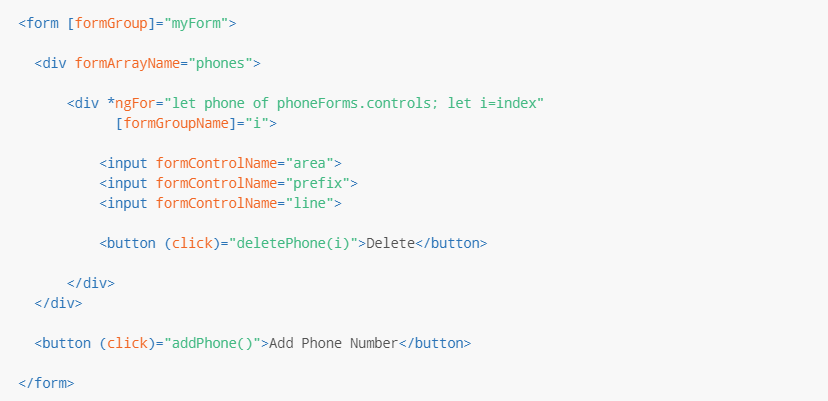 <form [formGroup]="myForm">
<div formArrayName="phones">
<div *ngFor="let phone of phoneForms.controls; let i=index"
[formGroupName]="i">
<input formControlName="area">
<input formControlName="prefix">
<input formControlName="line">
<button (click)="deletePhone(i)">Delete</button>
</div>
</div>
<button (click)="addPhone()">Add Phone Number</button>
</form>